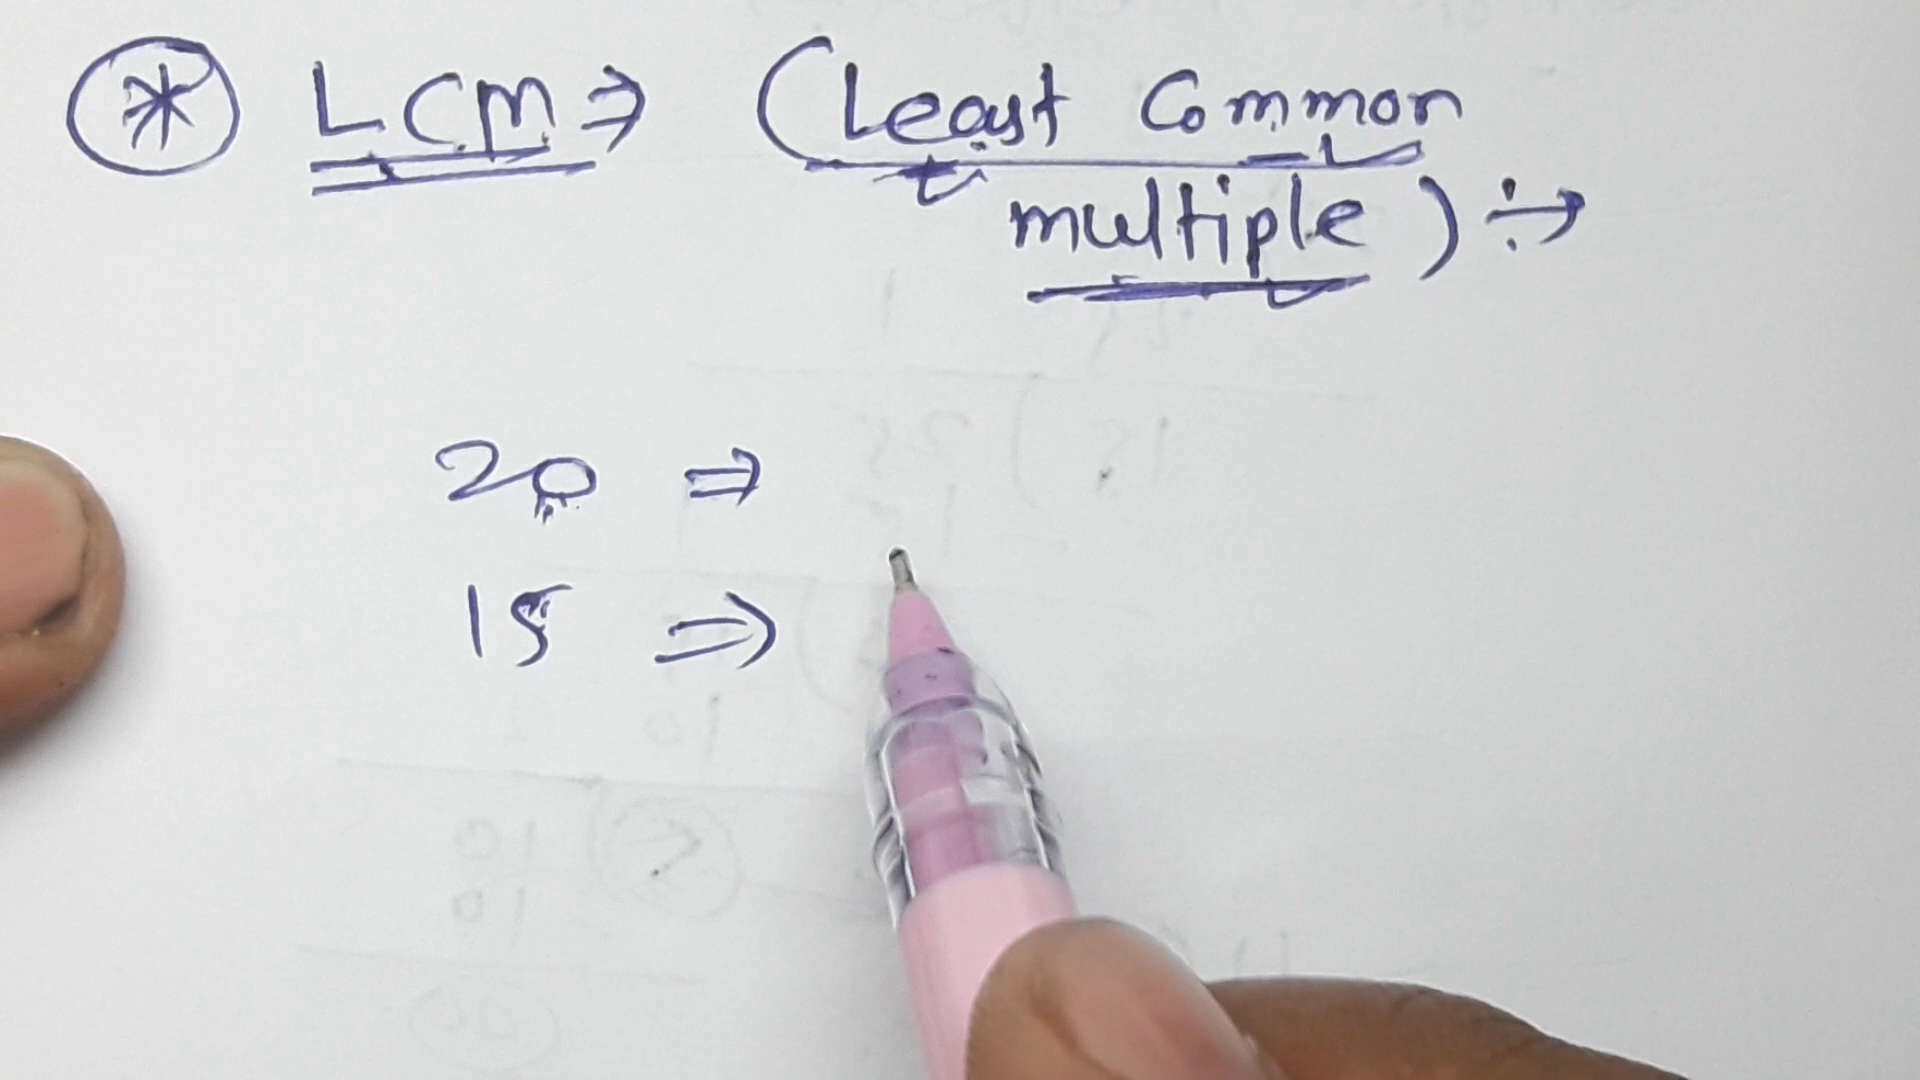 * LCM ⇒ (Least Common
multiple) ÷→
20 ⇒
15 ⇒